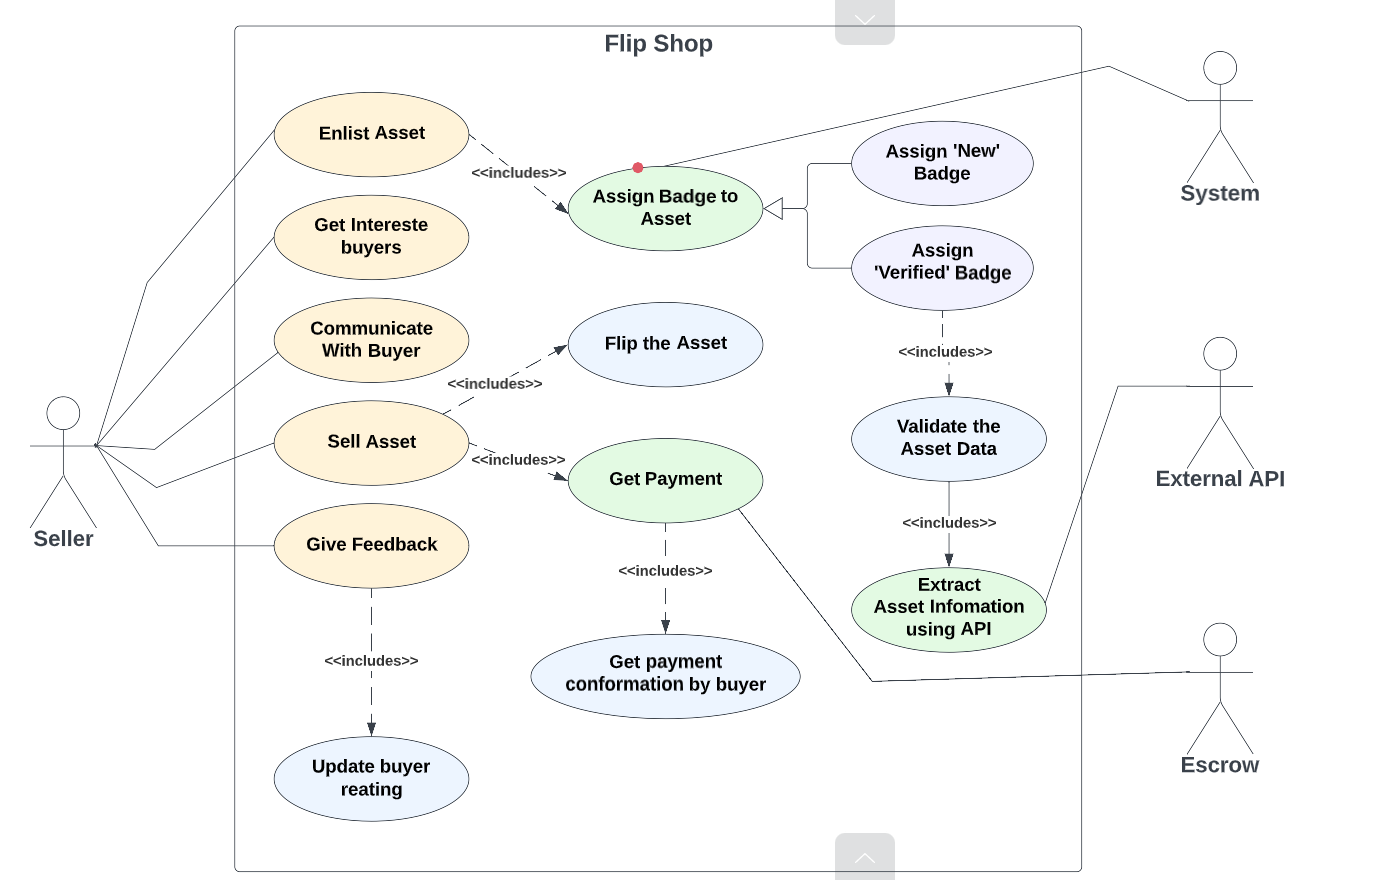 Flip Shop
Enlist Asset
<<includes>>
Assign Badge to
Asset
Assign 'New'
Badge
System
Get Intereste
buyers
Assign
'Verified' Badge
Communicate
With Buyer
Flip the Asset
<<includes>>
<<includes>>
Sell Asset
<<includes>>
Get Payment
Validate the
Asset Data
External API
Seller
Give Feedback
<<includes>>
<<includes>>
Extract
Asset Infomation
using API
<<includes>>
Get payment
conformation by buyer
Escrow
Update buyer
reating